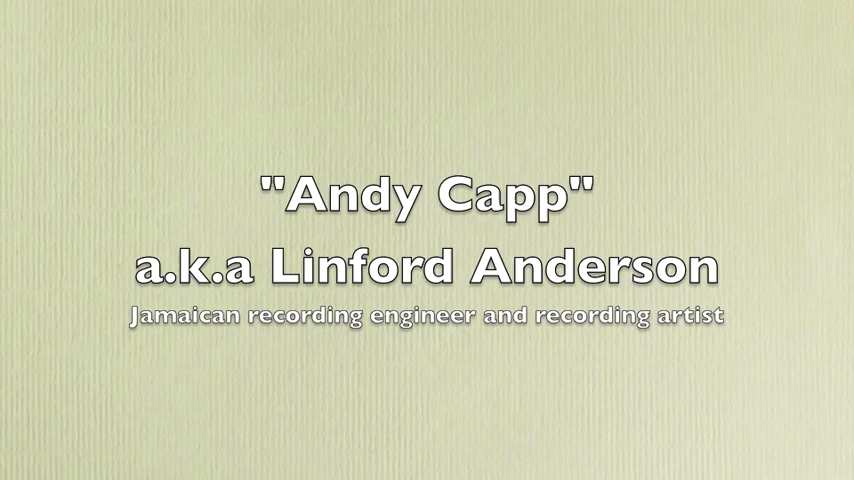 "Andy Capp"
a.k.a Linford Anderson
Jamaican recording engineer and recording artist